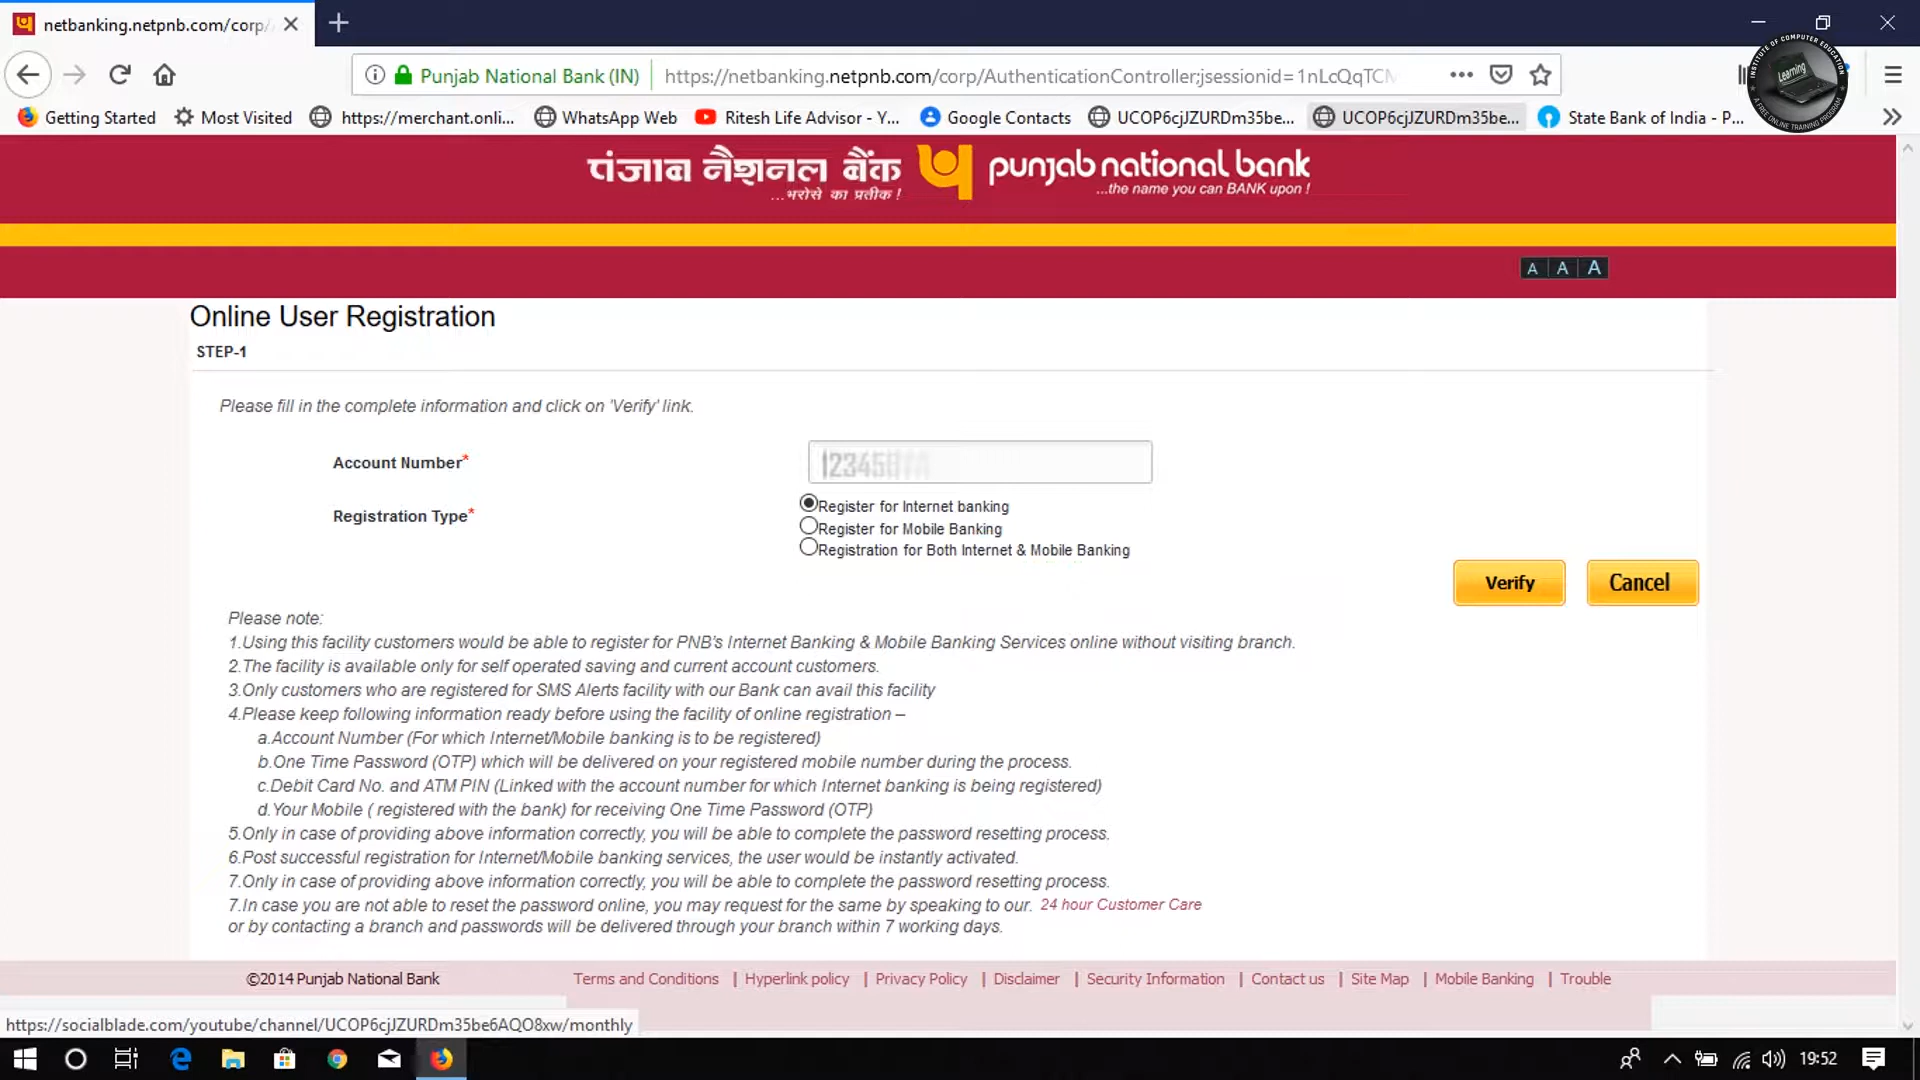 netbanking.netpnb.com/corp/
Punjab National Bank (IN) https://netbanking.netpnb.com/corp/AuthenticationController;jsessionid=1nLcQqTCM
Getting Started Most Visited https://merchant.onli... WhatsApp Web Ritesh Life Advisor - Y... Google Contacts UCOP6cjJZURDm35be... UCOP6cjJZURDm35be... State Bank of India - P...
INSTITUTE OF COMPUTER EDUCATION
Learning
A FREE ONLINE TRAINING PROGRAM
पंजाब नैशनल बैंक punjab national bank
...भरोसे का प्रतीक ! ...the name you can BANK upon !
A A A
Online User Registration
STEP-1
Please fill in the complete information and click on 'Verify' link.
Account Number*
Registration Type* Register for Internet banking
Register for Mobile Banking
Registration for Both Internet & Mobile Banking
Verify Cancel
Please note:
1.Using this facility customers would be able to register for PNB's Internet Banking & Mobile Banking Services online without visiting branch.
2.The facility is available only for self operated saving and current account customers.
3.Only customers who are registered for SMS Alerts facility with our Bank can avail this facility
4.Please keep following information ready before using the facility of online registration –
a.Account Number (For which Internet/Mobile banking is to be registered)
b.One Time Password (OTP) which will be delivered on your registered mobile number during the process.
c.Debit Card No. and ATM PIN (Linked with the account number for which Internet banking is being registered)
d.Your Mobile ( registered with the bank) for receiving One Time Password (OTP)
5.Only in case of providing above information correctly, you will be able to complete the password resetting process.
6.Post successful registration for Internet/Mobile banking services, the user would be instantly activated.
7.Only in case of providing above information correctly, you will be able to complete the password resetting process.
7.In case you are not able to reset the password online, you may request for the same by speaking to our. 24 hour Customer Care
or by contacting a branch and passwords will be delivered through your branch within 7 working days.
©2014 Punjab National Bank Terms and Conditions | Hyperlink policy | Privacy Policy | Disclaimer | Security Information | Contact us | Site Map | Mobile Banking | Trouble
https://socialblade.com/youtube/channel/UCOP6cjJZURDm35be6AQO8xw/monthly
19:52